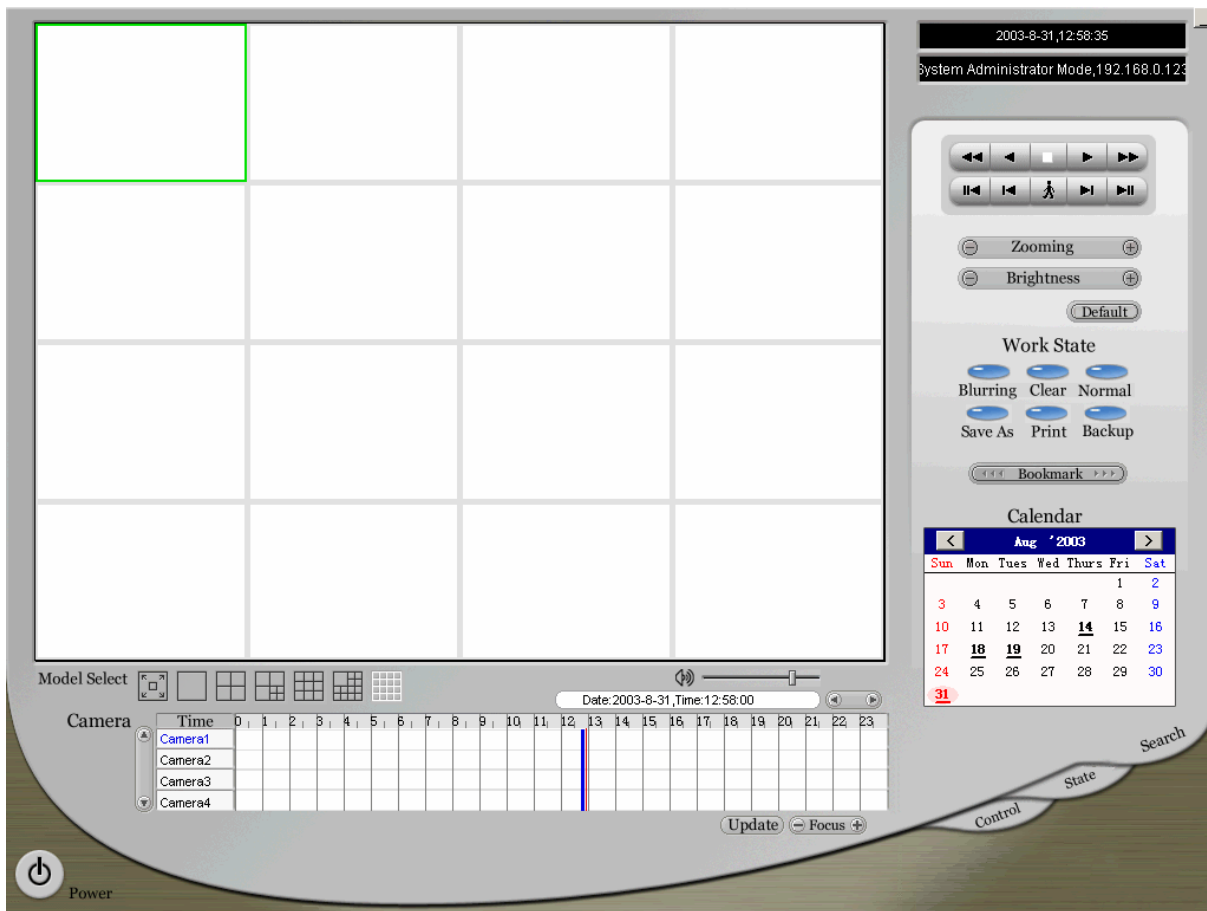 2003-8-31,12:58:35
System Administrator Mode,192.168.0.123
Zooming
Brightness
Default
Work State
Blurring Clear Normal
Save As Print Backup
Bookmark
Calendar
Aug '2003
Sun Mon Tues Wed Thurs Fri Sat
1 2
3 4 5 6 7 8 9
10 11 12 13 14 15 16
17 18 19 20 21 22 23
24 25 26 27 28 29 30
31
Model Select
Date:2003-8-31,Time:12:58:00
Camera Time 0 1 2 3 4 5 6 7 8 9 10 11 12 13 14 15 16 17 18 19 20 21 22 23
Camera1
Camera2
Camera3
Camera4
Update Focus
Search
State
Control
Power